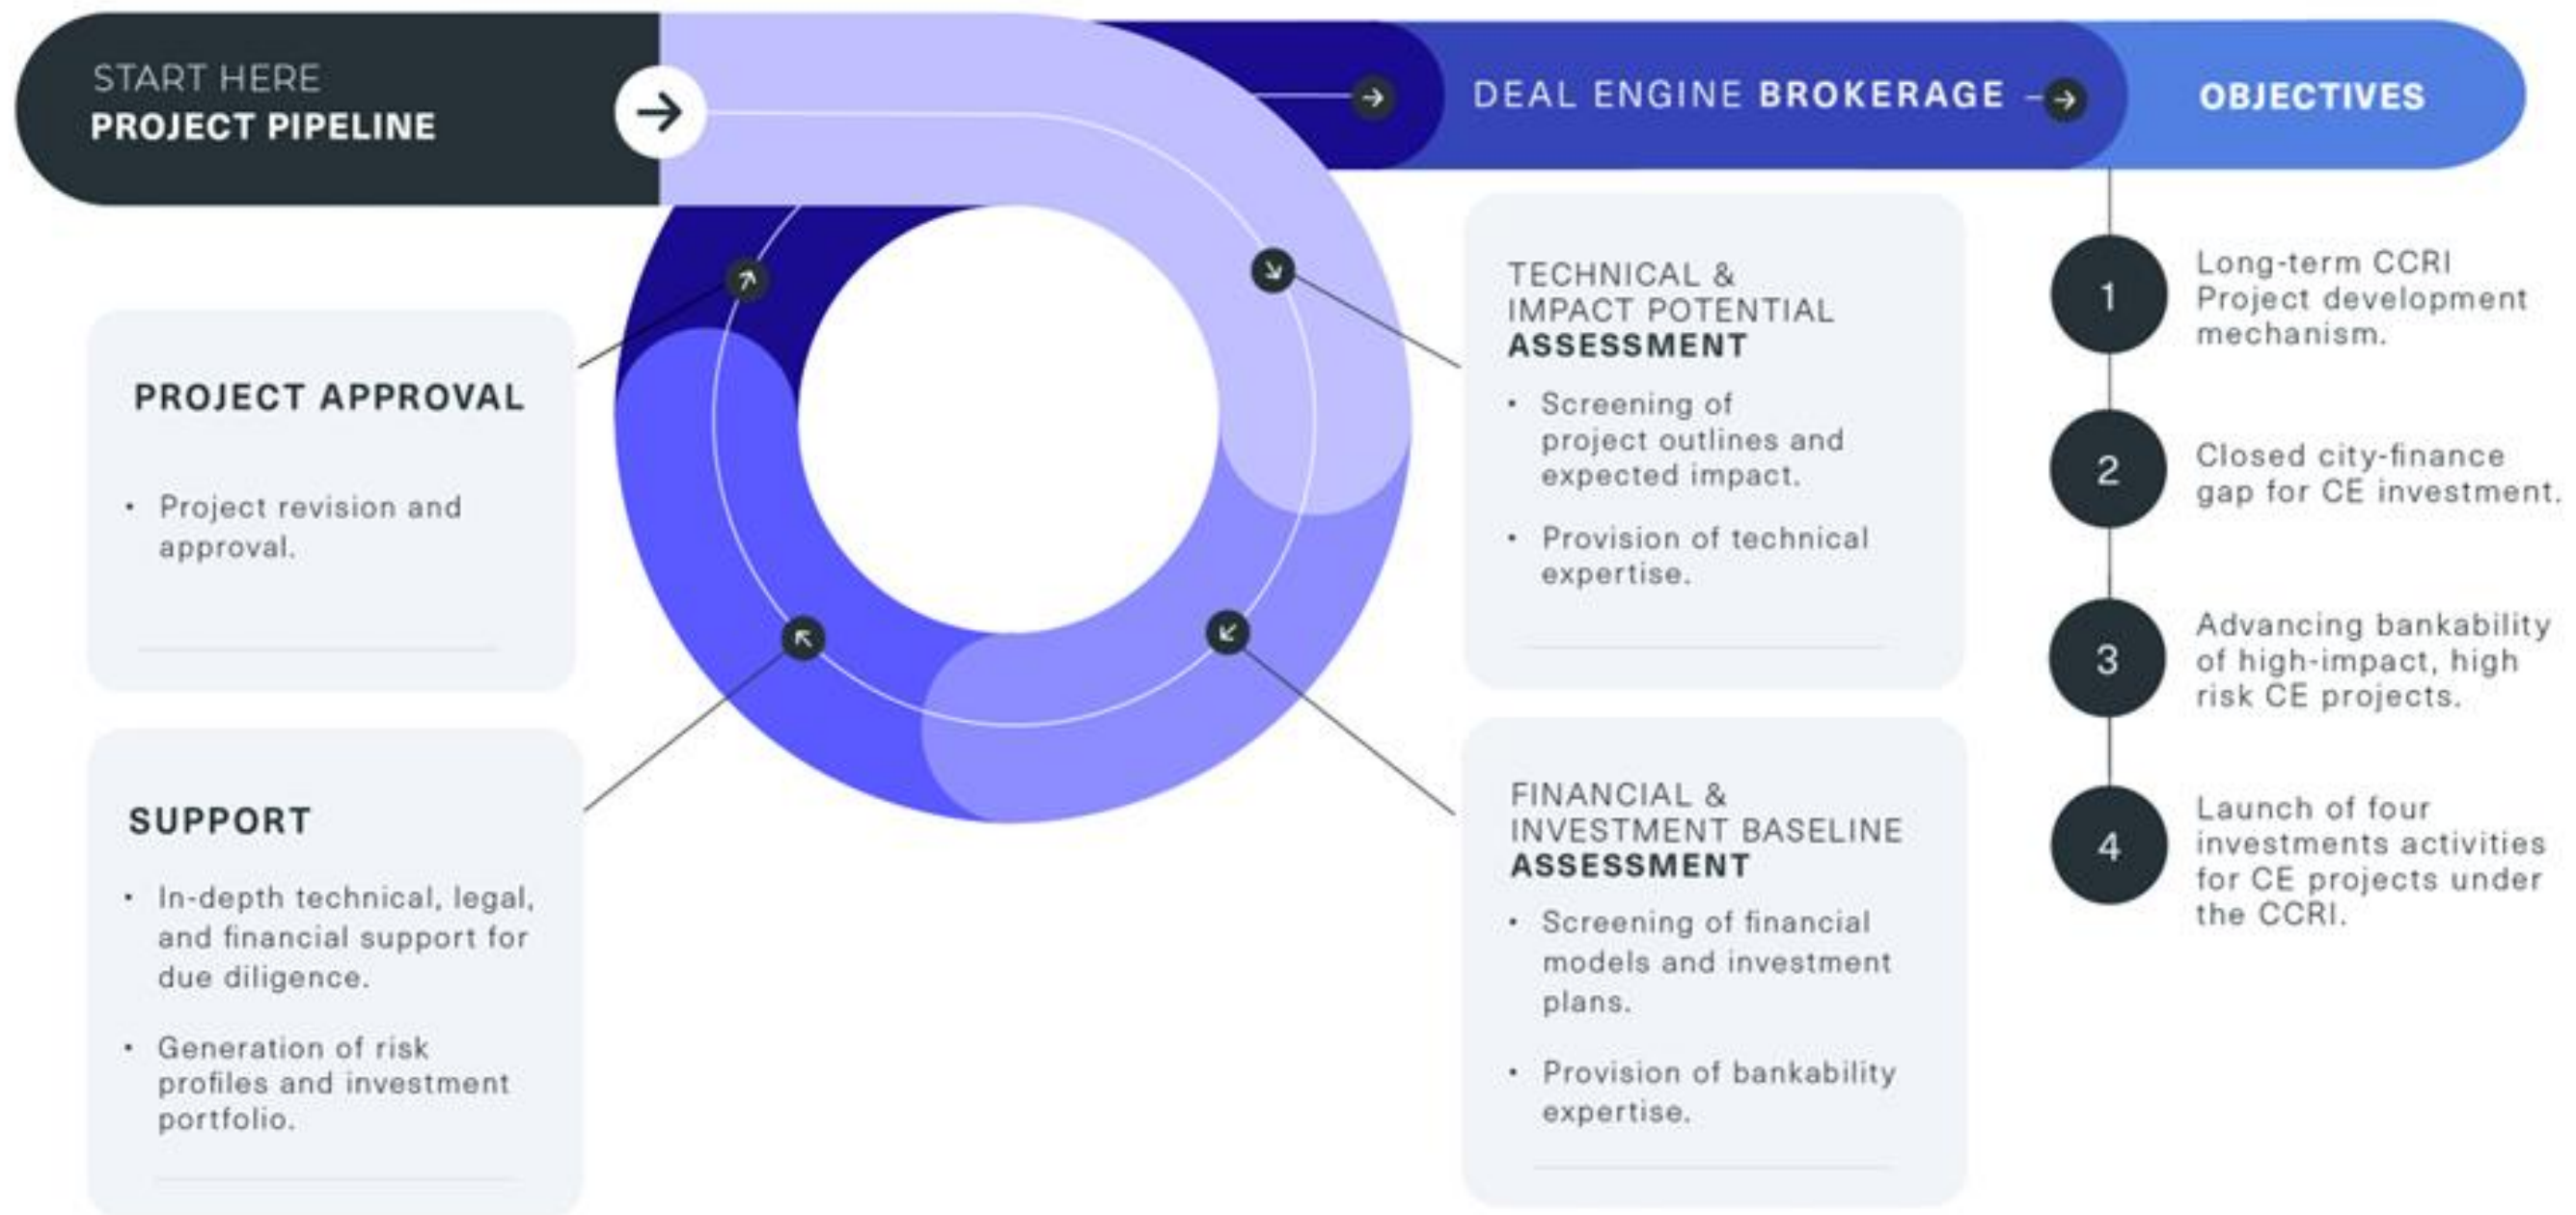 START HERE
PROJECT PIPELINE
DEAL ENGINE BROKERAGE
OBJECTIVES
TECHNICAL &
IMPACT POTENTIAL
ASSESSMENT
• Screening of
project outlines and
expected impact.
• Provision of technical
expertise.
FINANCIAL &
INVESTMENT BASELINE
ASSESSMENT
• Screening of financial
models and investment
plans.
• Provision of bankability
expertise.
SUPPORT
• In-depth technical, legal,
and financial support for
due diligence.
• Generation of risk
profiles and investment
portfolio.
PROJECT APPROVAL
• Project revision and
approval.
1
Long-term CCRI
Project development
mechanism.
2
Closed city-finance
gap for CE investment.
3
Advancing bankability
of high-impact, high
risk CE projects.
4
Launch of four
investments activities
for CE projects under
the CCRI.